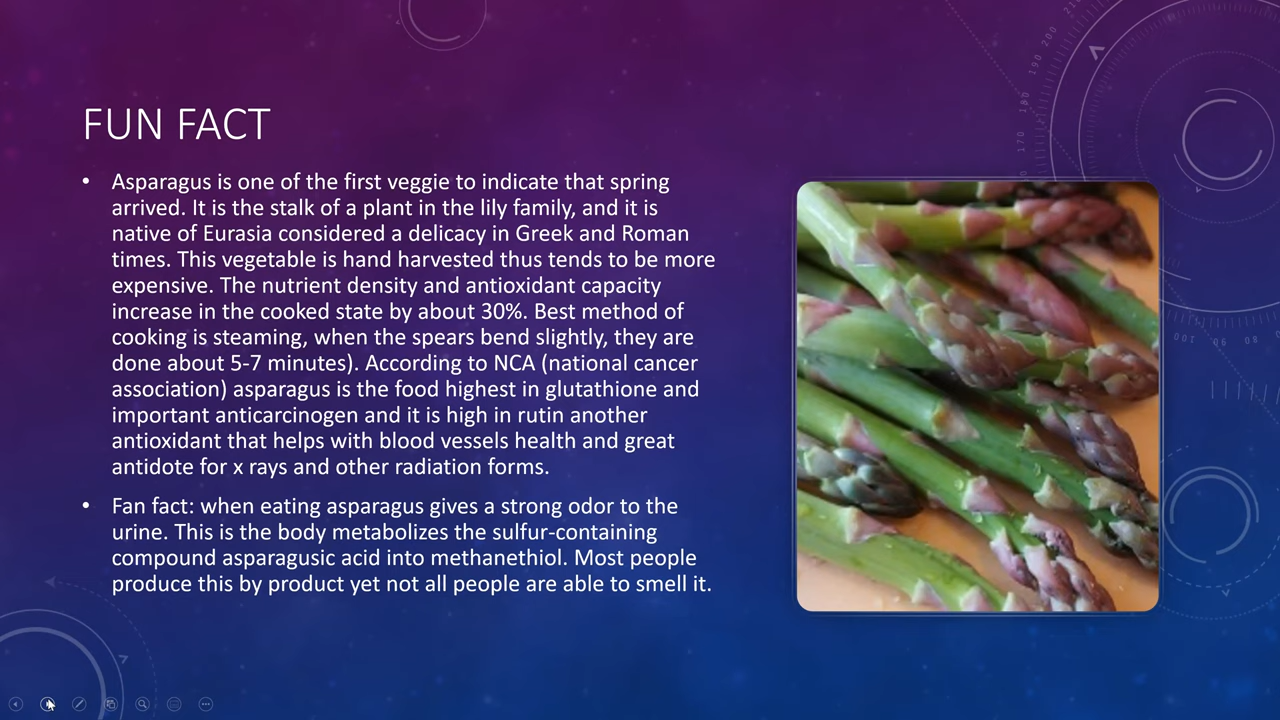 FUN FACT
• Asparagus is one of the first veggie to indicate that spring
arrived. It is the stalk of a plant in the lily family, and it is
native of Eurasia considered a delicacy in Greek and Roman
times. This vegetable is hand harvested thus tends to be more
expensive. The nutrient density and antioxidant capacity
increase in the cooked state by about 30%. Best method of
cooking is steaming, when the spears bend slightly, they are
done about 5-7 minutes). According to NCA (national cancer
association) asparagus is the food highest in glutathione and
important anticarcinogen and it is high in rutin another
antioxidant that helps with blood vessels health and great
antidote for x rays and other radiation forms.
• Fan fact: when eating asparagus gives a strong odor to the
urine. This is the body metabolizes the sulfur-containing
compound asparagusic acid into methanethiol. Most people
produce this by product yet not all people are able to smell it.
200
190
180
170
100
90
80